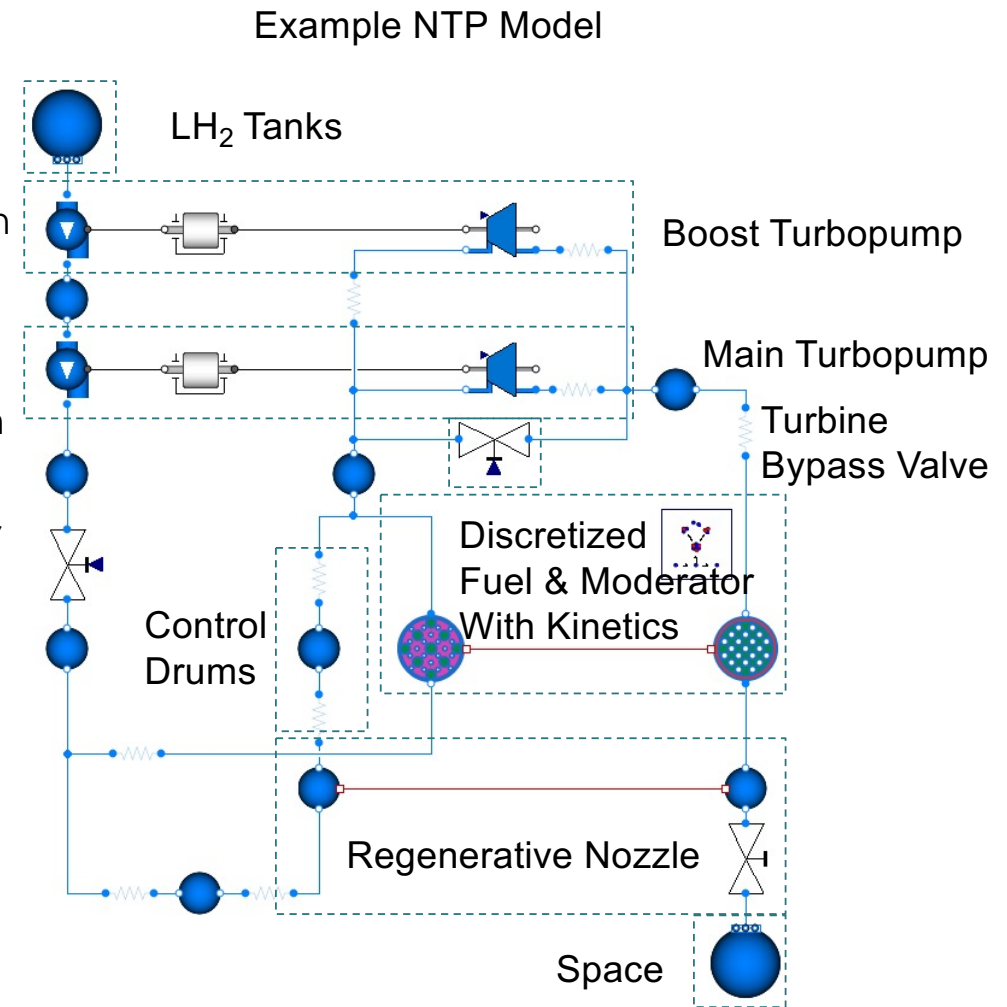 Example NTP Model
LH₂ Tanks
Boost Turbopump
Main Turbopump
Turbine
Bypass Valve
Discretized
Fuel & Moderator
With Kinetics
Control
Drums
Regenerative Nozzle
Space